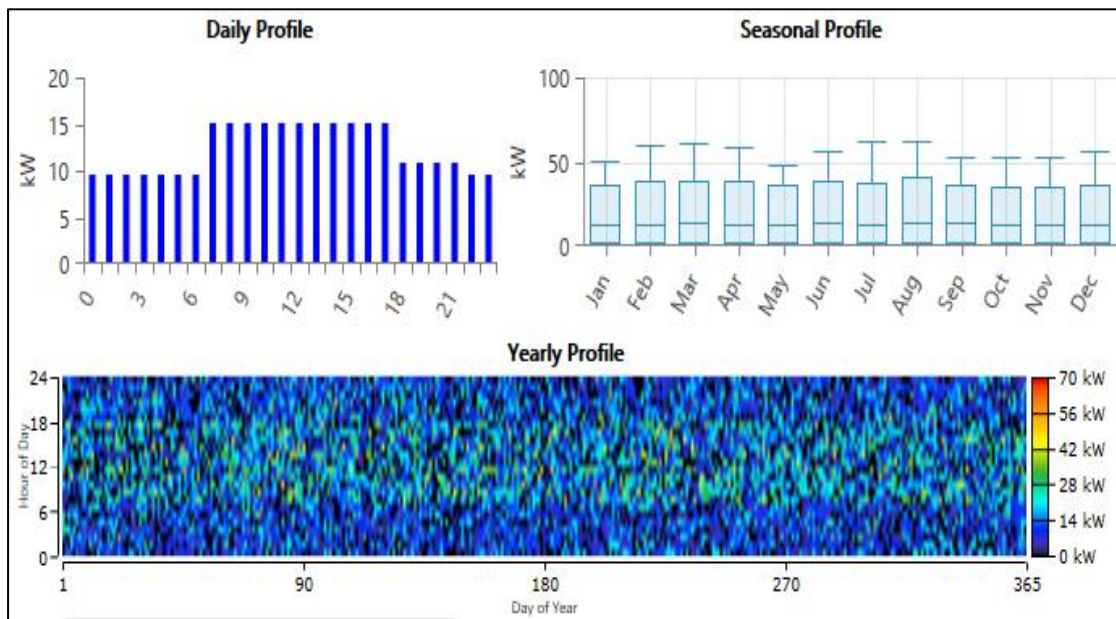 Daily Profile
20
15
10
5
0
kW
0 3 6 9 12 15 18 21
Seasonal Profile
100
50
0
kW
Jan Feb Mar Apr May Jun Jul Aug Sep Oct Nov Dec
Yearly Profile
24
18
12
6
0
Hour of Day
1 90 180 270 365
Day of Year
70 kW
56 kW
42 kW
28 kW
14 kW
0 kW